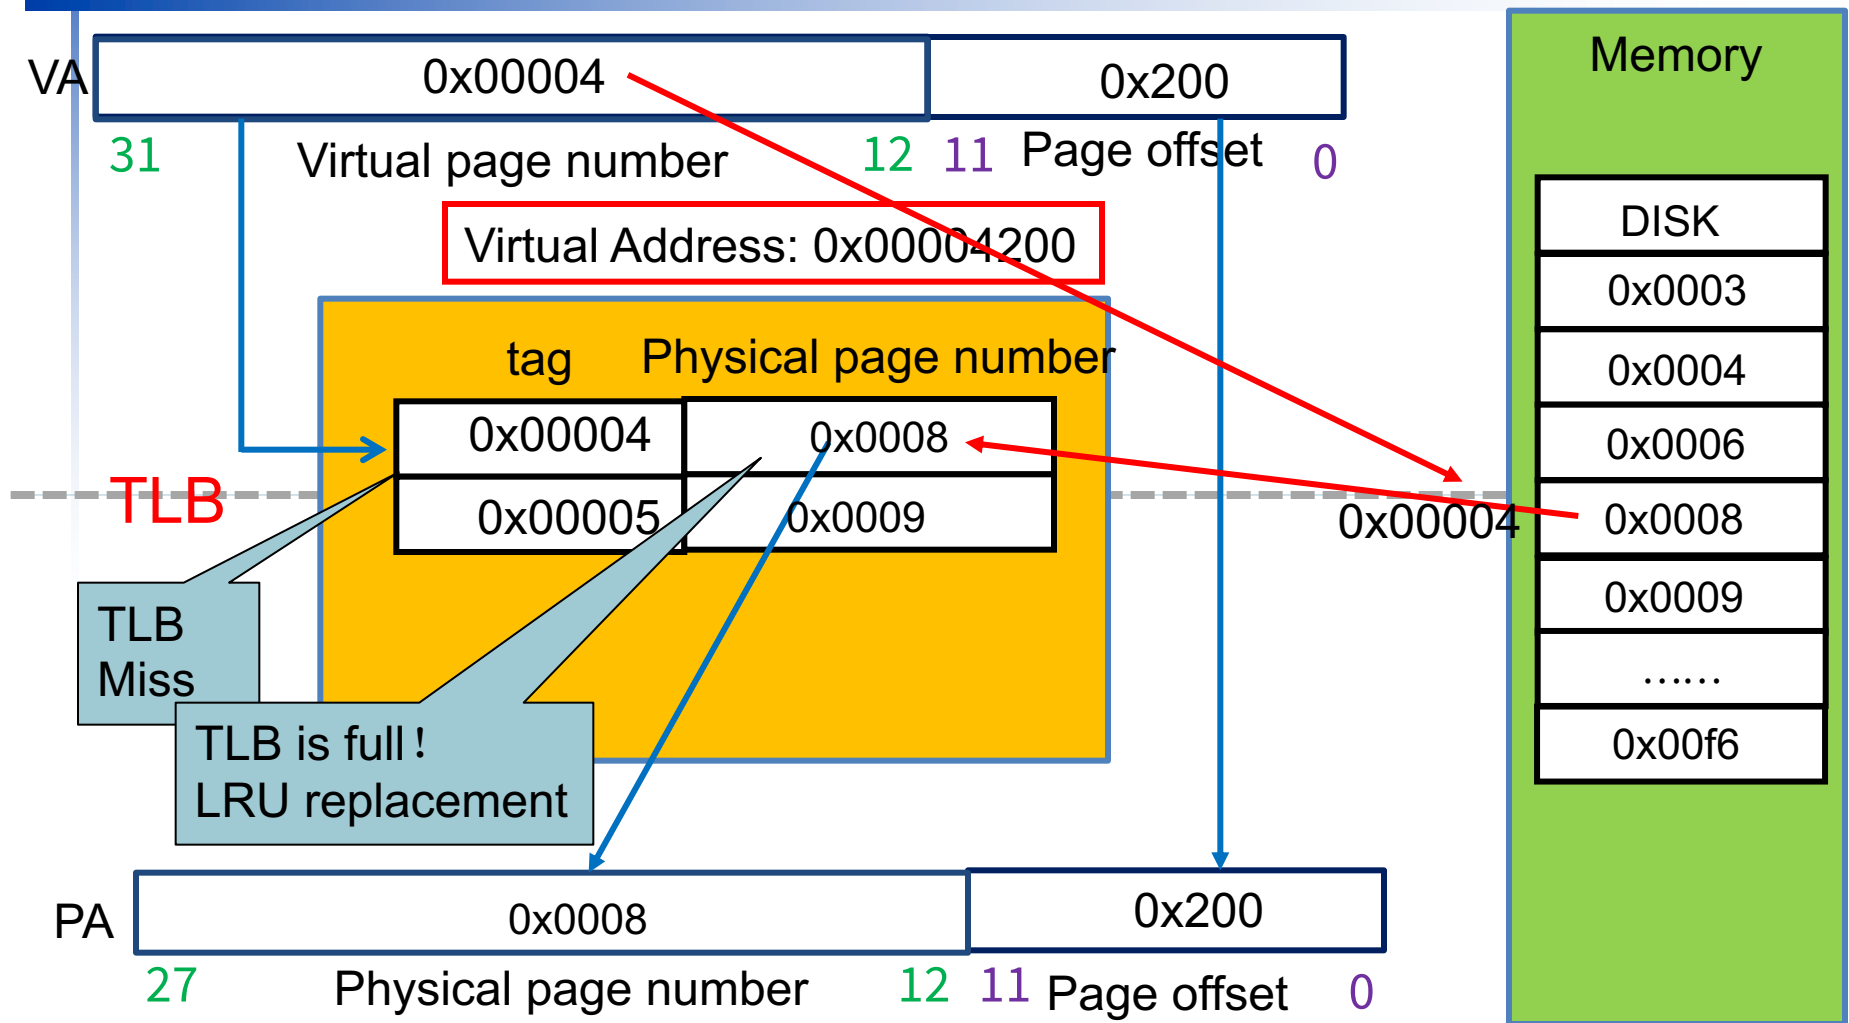 VA
0x00004
0x200
31
Virtual page number
12
11
Page offset
0
Virtual Address: 0x00004200
tag
Physical page number
0x00004
0x0008
0x00005
0x0009
TLB
TLB
Miss
TLB is full！
LRU replacement
0x00004
Memory
DISK
0x0003
0x0004
0x0006
0x0008
0x0009
……
0x00f6
PA
0x0008
0x200
27
Physical page number
12
11
Page offset
0